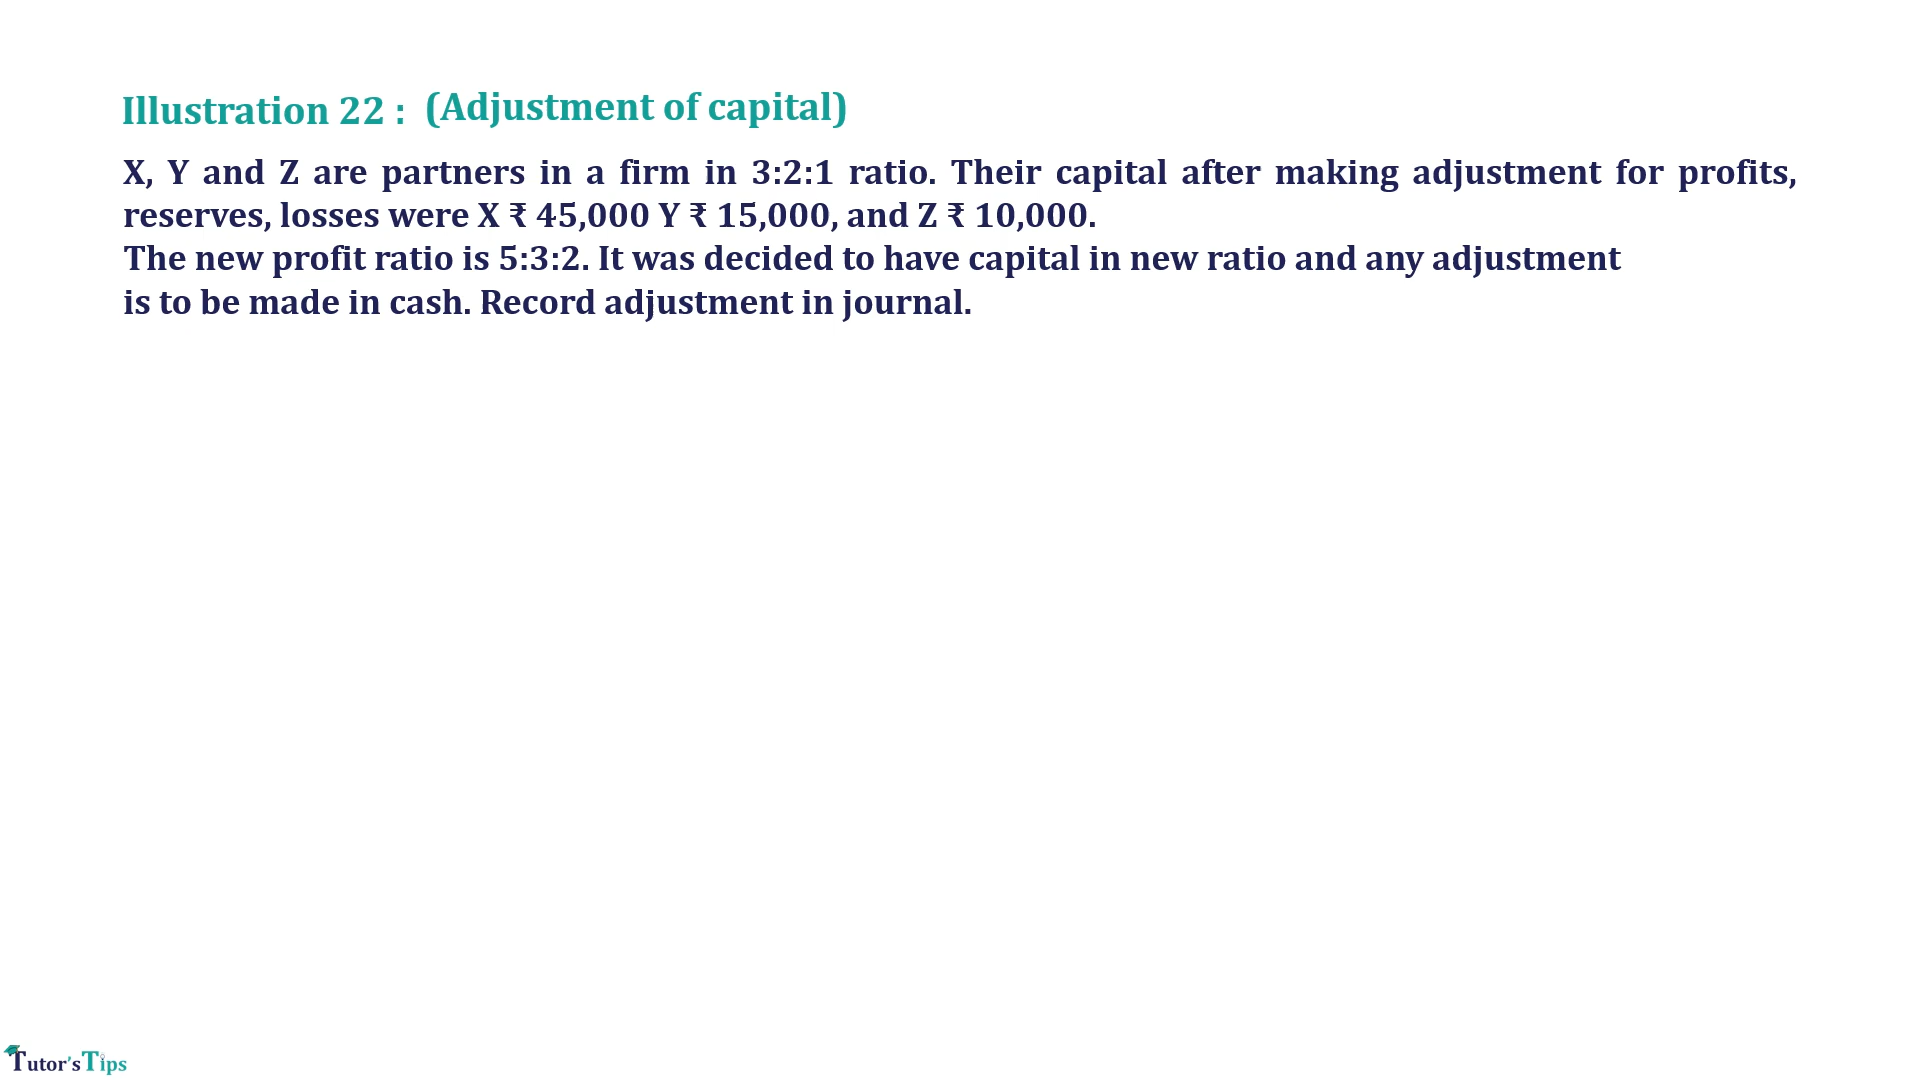 Illustration 22 : (Adjustment of capital)
X, Y and Z are partners in a firm in 3:2:1 ratio. Their capital after making adjustment for profits,
reserves, losses were X ₹ 45,000 Y ₹ 15,000, and Z ₹ 10,000.
The new profit ratio is 5:3:2. It was decided to have capital in new ratio and any adjustment
is to be made in cash. Record adjustment in journal.
Tutor'sTips